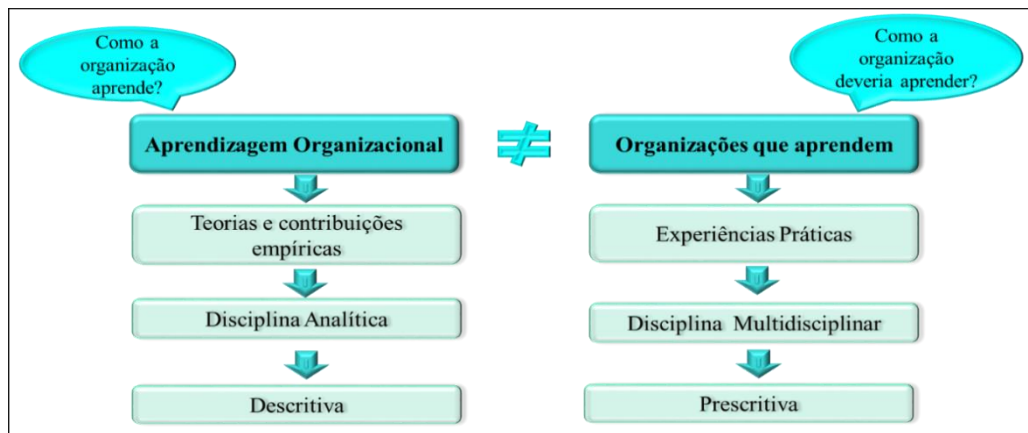 Como a
organização
aprende?
Como a
organização
deveria aprender?
Aprendizagem Organizacional
≠
Organizações que aprendem
Teorias e contribuições
empíricas
Experiências Práticas
Disciplina Analítica
Disciplina Multidisciplinar
Descritiva
Prescritiva